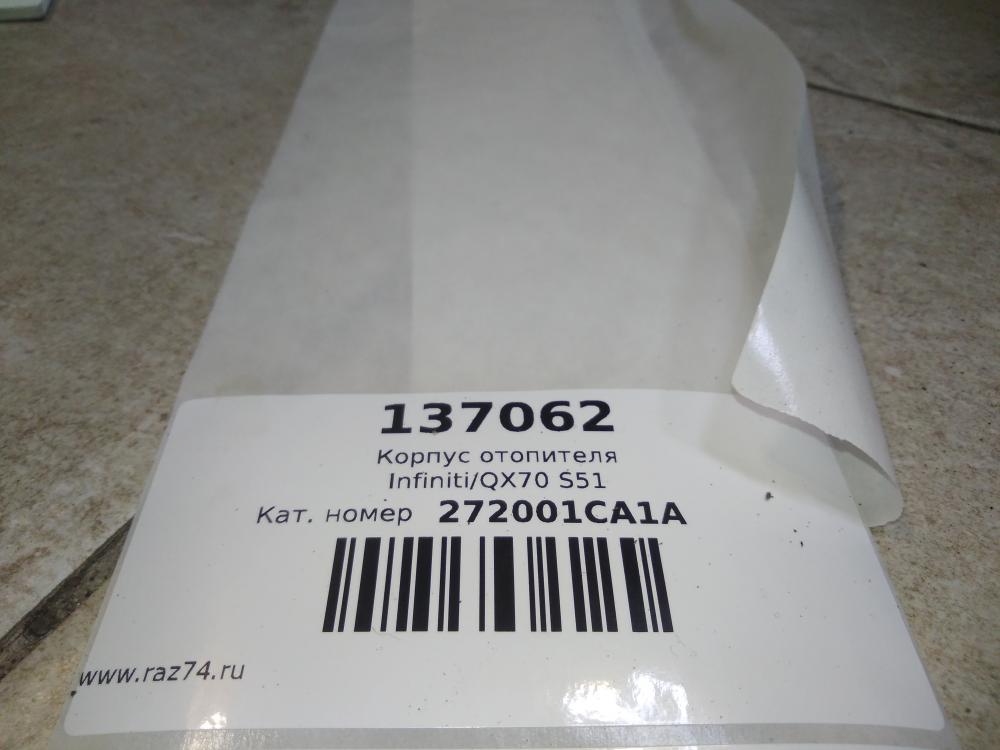 137062
Корпус отопителя
Infiniti/QX70 S51
Кат. номер 272001CA1A
www.raz74.ru